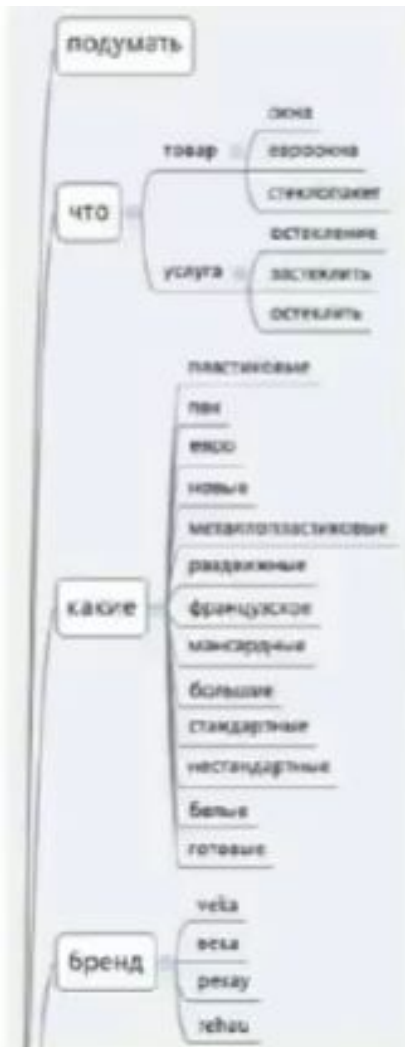 подумать
окна
товар
евроокна
стеклопакет
что
остекление
услуга
застеклить
остеклить
пластиковые
пвх
евро
новые
металлопластиковые
раздвижные
какие
французское
мансардные
большие
стандартные
нестандартные
белые
готовые
veka
века
бренд
рехау
rehau